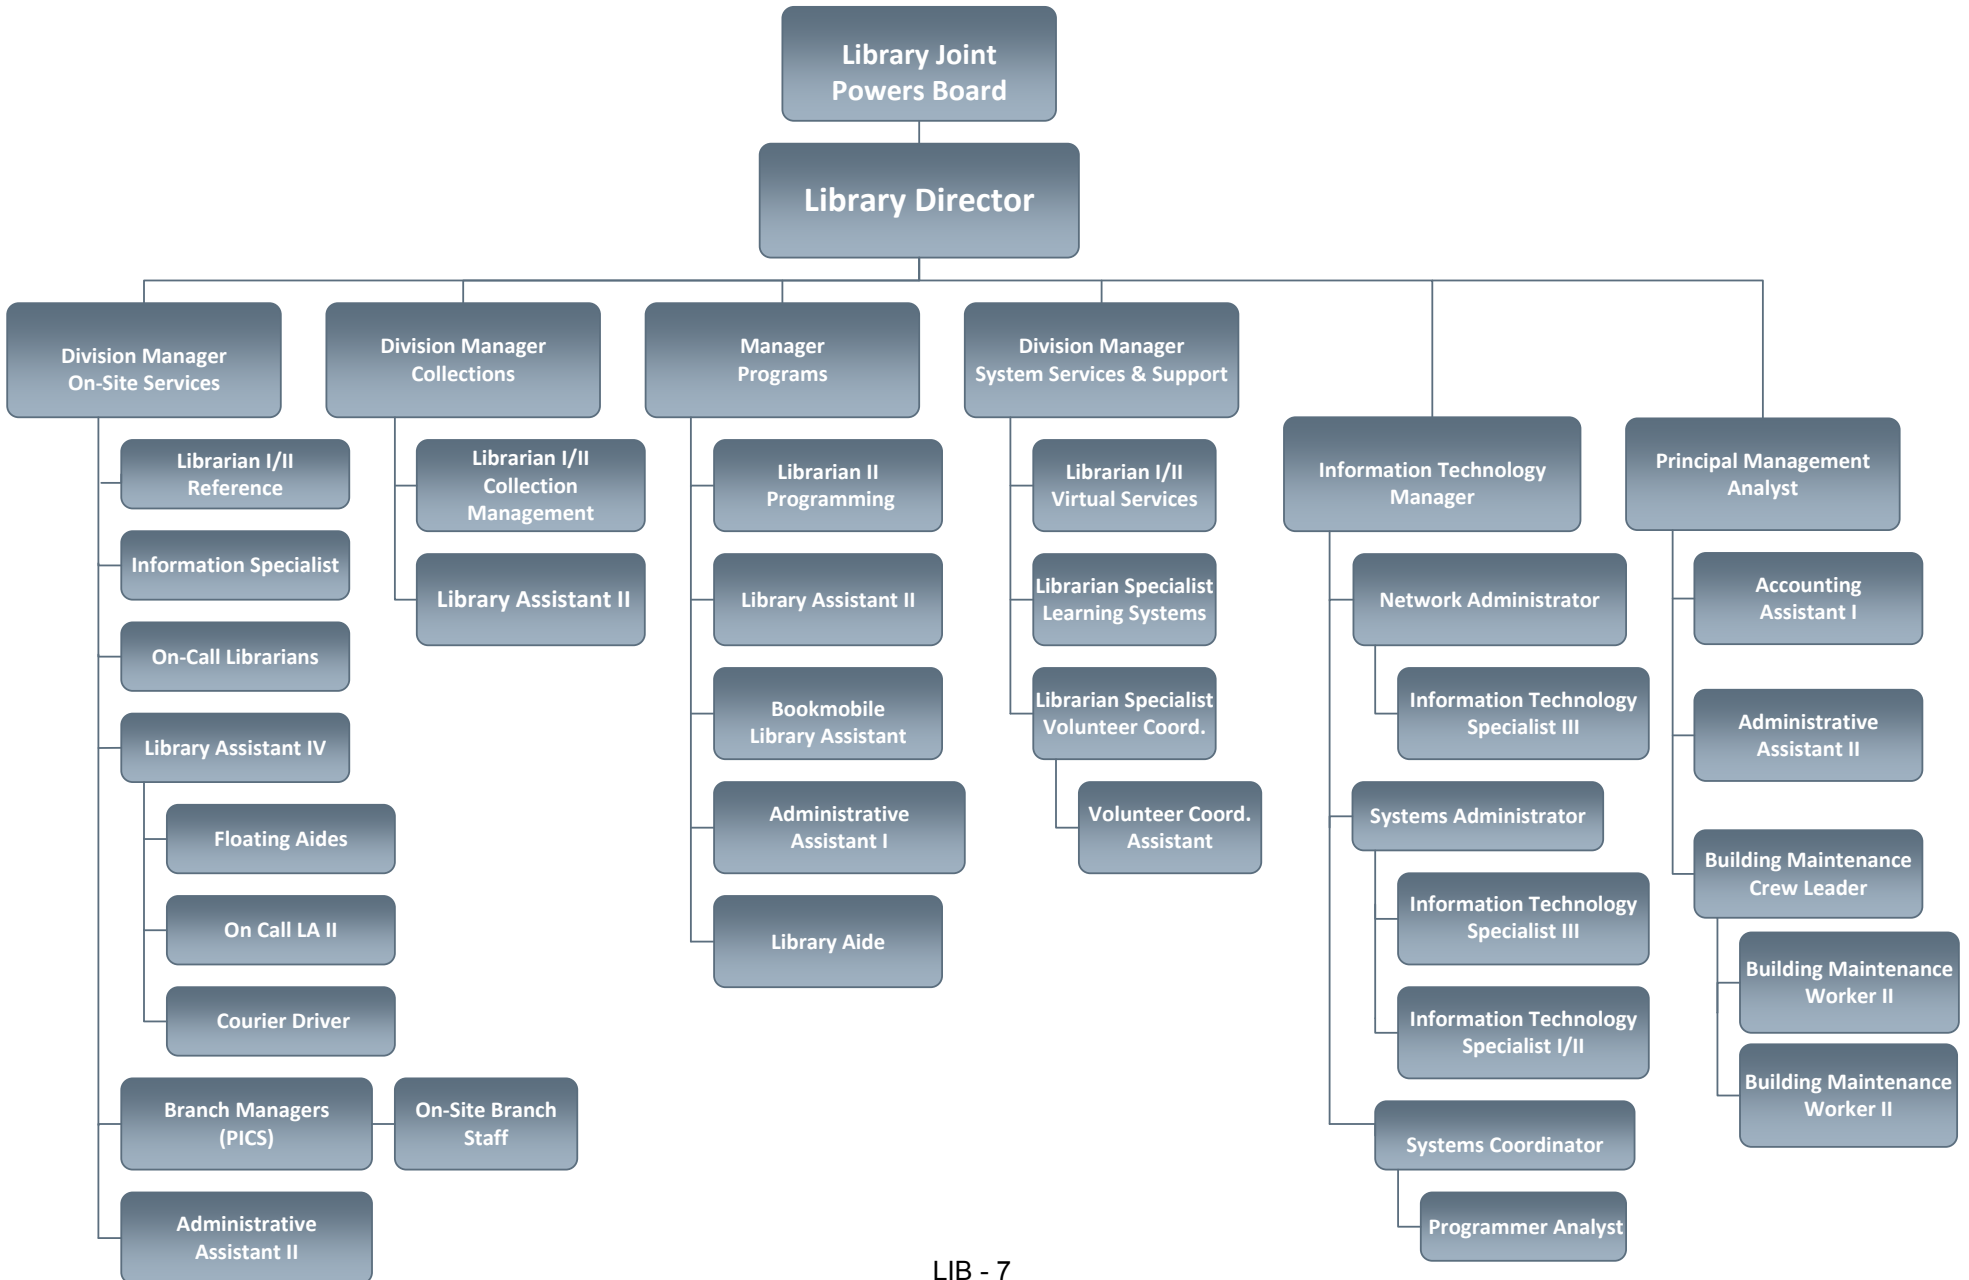 Library Joint
Powers Board
Library Director
Division Manager
On-Site Services
Librarian I/II
Reference
Information Specialist
On-Call Librarians
Library Assistant IV
Floating Aides
On Call LA II
Courier Driver
Branch Managers
(PICS)
On-Site Branch
Staff
Administrative
Assistant II
Division Manager
Collections
Librarian I/II
Collection
Management
Library Assistant II
Manager
Programs
Librarian II
Programming
Library Assistant II
Bookmobile
Library Assistant
Administrative
Assistant I
Library Aide
Division Manager
System Services & Support
Librarian I/II
Virtual Services
Librarian Specialist
Learning Systems
Librarian Specialist
Volunteer Coord.
Volunteer Coord.
Assistant
Information Technology
Manager
Network Administrator
Information Technology
Specialist III
Systems Administrator
Information Technology
Specialist III
Information Technology
Specialist I/II
Systems Coordinator
Programmer Analyst
Principal Management
Analyst
Accounting
Assistant I
Administrative
Assistant II
Building Maintenance
Crew Leader
Building Maintenance
Worker II
Building Maintenance
Worker II
LIB - 7